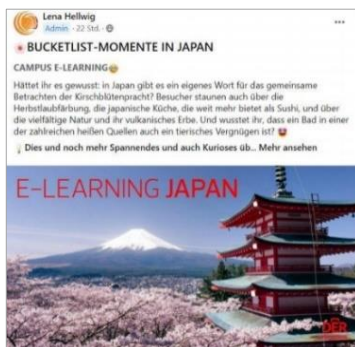 Lena Hellwig
Admin · 22 Std. ·
BUCKETLIST-MOMENTE IN JAPAN
CAMPUS E-LEARNING
Hättet ihr es gewusst: in Japan gibt es ein eigenes Wort für das gemeinsame
Betrachten der Kirschblütenpracht? Besucher staunen auch über die
Herbstlaubfärbung, die japanische Küche, die weit mehr bietet als Sushi, und über
die vielfältige Natur und ihr vulkanisches Erbe. Und wusstet ihr, dass ein Bad in einer
der zahlreichen heißen Quellen auch ein tierisches Vergnügen ist?
Dies und noch mehr Spannendes und auch Kurioses üb... Mehr ansehen
E-LEARNING JAPAN
DER